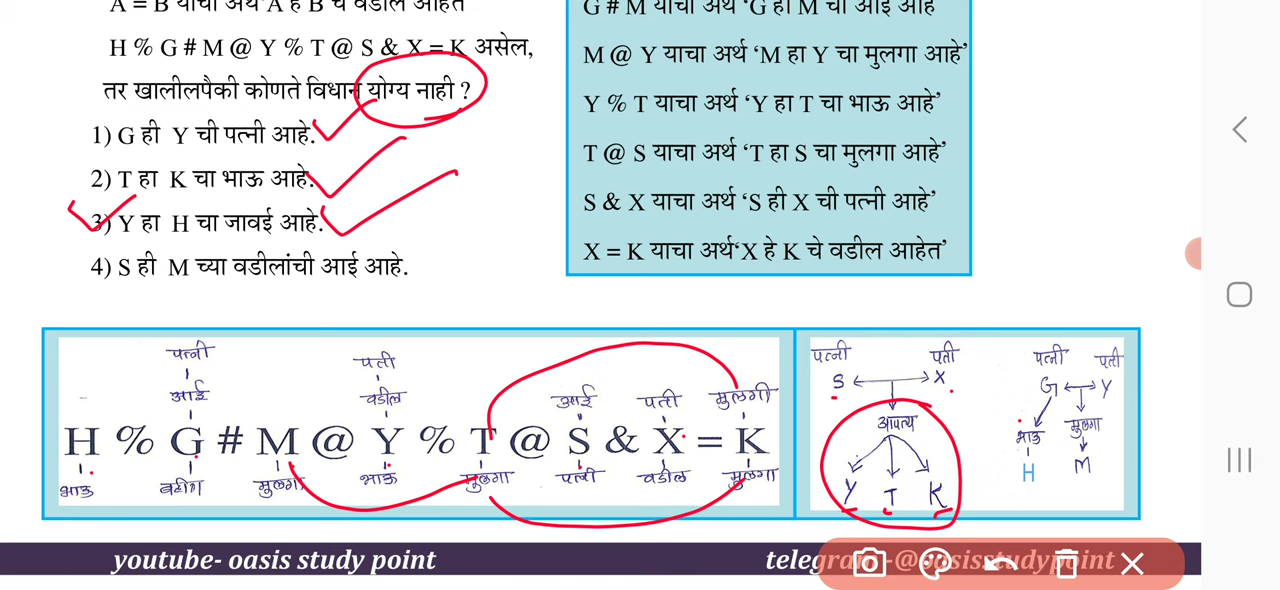 A = B याचा अर्थ 'A हे B चे वडील आहेत
H % G # M @ Y % T @ S & X = K असेल,
तर खालीलपैकी कोणते विधान योग्य नाही ?
1) G ही Y ची पत्नी आहे.
2) T हा K चा भाऊ आहे.
3) Y हा H चा जावई आहे.
4) S ही M च्या वडीलांची आई आहे.
G # M याचा अर्थ 'G ही M ची आई आहे
M @ Y याचा अर्थ 'M हा Y चा मुलगा आहे'
Y % T याचा अर्थ 'Y हा T चा भाऊ आहे'
T @ S याचा अर्थ 'T हा S चा मुलगा आहे'
S & X याचा अर्थ 'S ही X ची पत्नी आहे'
X = K याचा अर्थ'X हे K चे वडील आहेत'
पत्नी पती
आई वडील आई पती मुलगी
H % G # M @ Y % T @ S & X = K
भाऊ बहीण मुलगा भाऊ मुलगा पत्नी वडील मुलगा
पत्नी पती
S X
आपत्य
Y T K
पत्नी पती
G Y
भाऊ मुलगा
H M
youtube- oasis study point
telegram-@oasisstudypoint